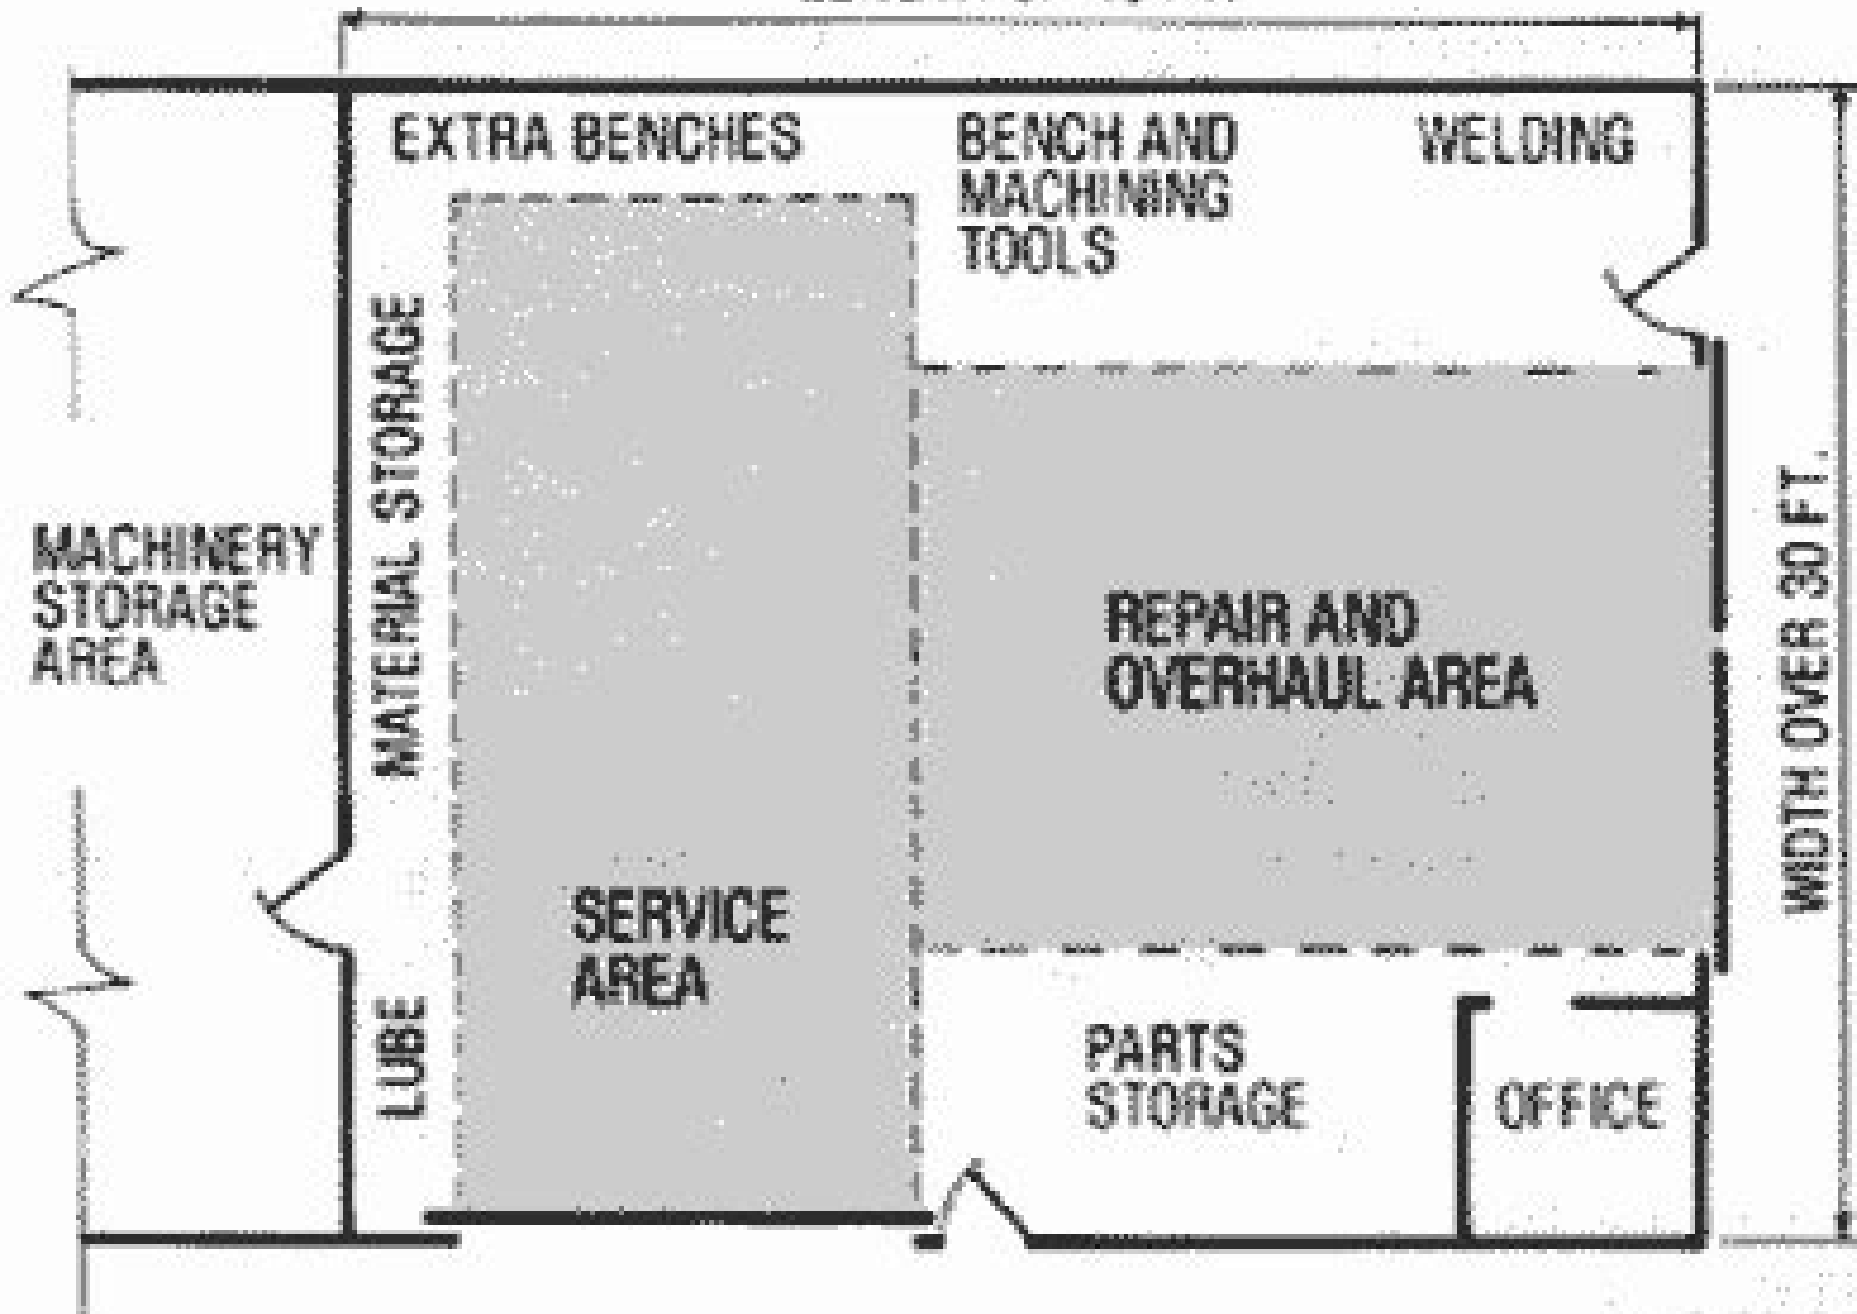 EXTRA BENCHES
BENCH AND
MACHINING
TOOLS
WELDING
MATERIAL STORAGE
MACHINERY
STORAGE
AREA
REPAIR AND
OVERHAUL AREA
WIDTH OVER 30 FT.
SERVICE
AREA
LUBE
PARTS
STORAGE
OFFICE